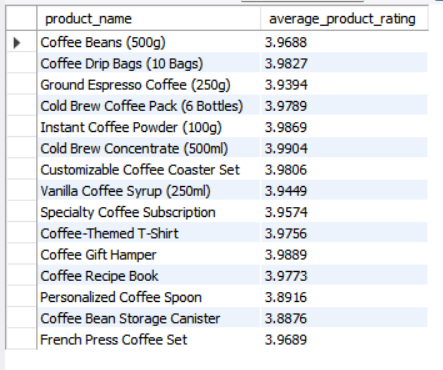 product_name average_product_rating
Coffee Beans (500g) 3.9688
Coffee Drip Bags (10 Bags) 3.9827
Ground Espresso Coffee (250g) 3.9394
Cold Brew Coffee Pack (6 Bottles) 3.9789
Instant Coffee Powder (100g) 3.9869
Cold Brew Concentrate (500ml) 3.9904
Customizable Coffee Coaster Set 3.9806
Vanilla Coffee Syrup (250ml) 3.9449
Specialty Coffee Subscription 3.9574
Coffee-Themed T-Shirt 3.9756
Coffee Gift Hamper 3.9889
Coffee Recipe Book 3.9773
Personalized Coffee Spoon 3.8916
Coffee Bean Storage Canister 3.8876
French Press Coffee Set 3.9689